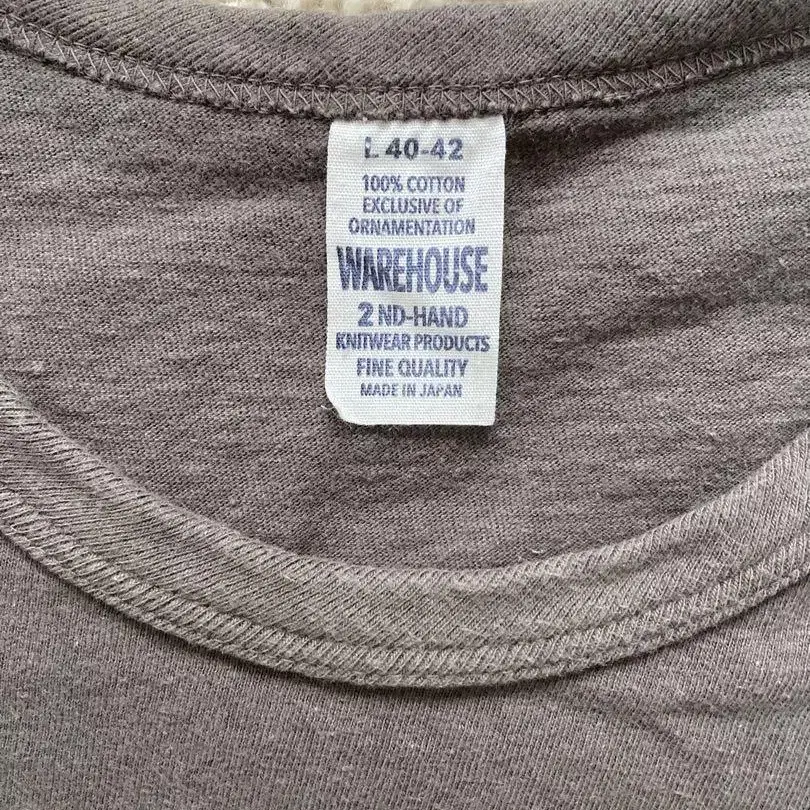 L 40-42
100% COTTON
EXCLUSIVE OF
ORNAMENTATION
WAREHOUSE
2 ND-HAND
KNITWEAR PRODUCTS
FINE QUALITY
MADE IN JAPAN